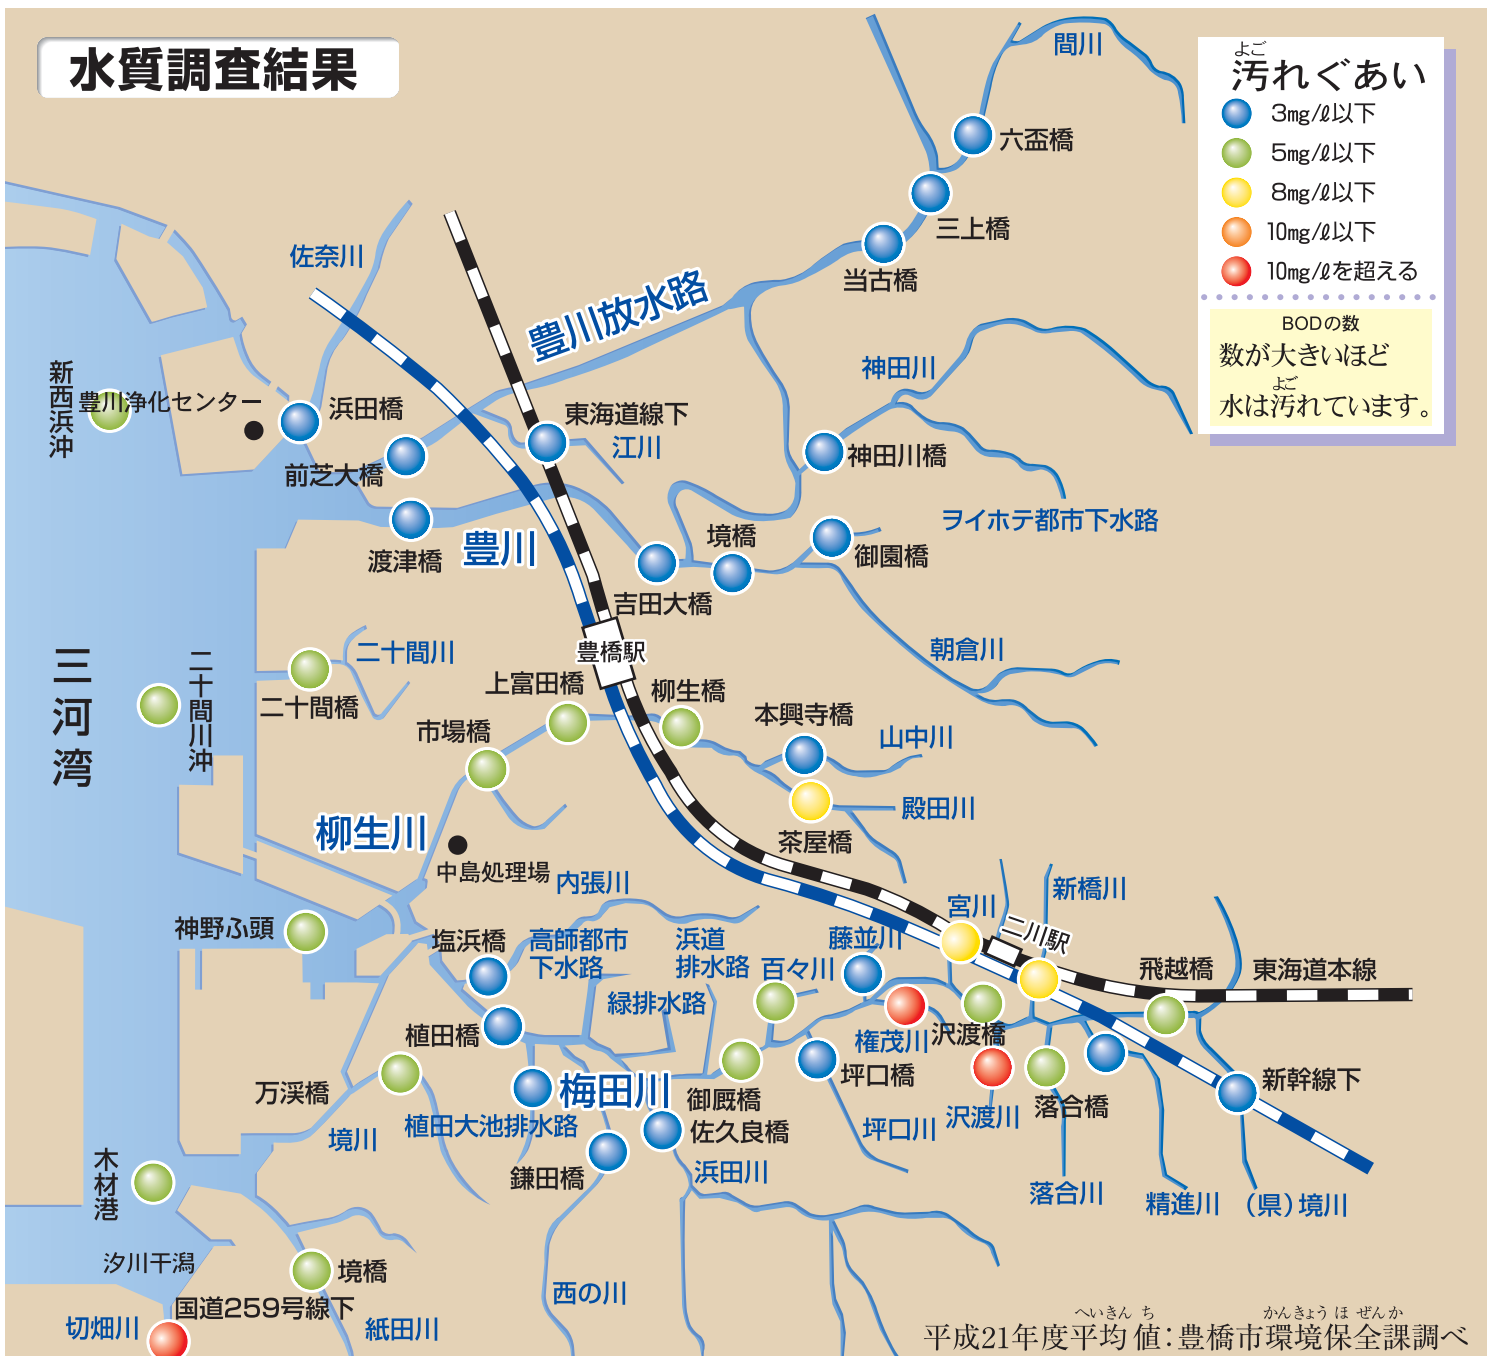 水質調査結果
よご
汚れぐあい
3mg/ℓ以下
5mg/ℓ以下
8mg/ℓ以下
10mg/ℓ以下
10mg/ℓを超える
BODの数
数が大きいほど
よご
水は汚れています。
間川
六盃橋
三上橋
当古橋
佐奈川
豊川放水路
神田川
新西浜沖
豊川浄化センター
浜田橋
東海道線下
江川
前芝大橋
神田川橋
ヲイホテ都市下水路
渡津橋
豊川
境橋
御園橋
吉田大橋
三河湾
二十間川沖
二十間川
二十間橋
豊橋駅
朝倉川
上富田橋
柳生橋
市場橋
本興寺橋
山中川
殿田川
茶屋橋
柳生川
中島処理場
内張川
新橋川
宮川
二川駅
神野ふ頭
塩浜橋
高師都市
下水路
浜道
排水路
百々川
藤並川
飛越橋
東海道本線
緑排水路
植田橋
権茂川
沢渡橋
坪口橋
新幹線下
万渓橋
梅田川
御厩橋
落合橋
境川
植田大池排水路
佐久良橋
坪口川
沢渡川
木材港
鎌田橋
浜田川
落合川
精進川
(県)境川
汐川干潟
境橋
国道259号線下
切畑川
紙田川
西の川
へいきん ち
かんきょう ほ ぜんか
平成21年度平均値：豊橋市環境保全課調べ